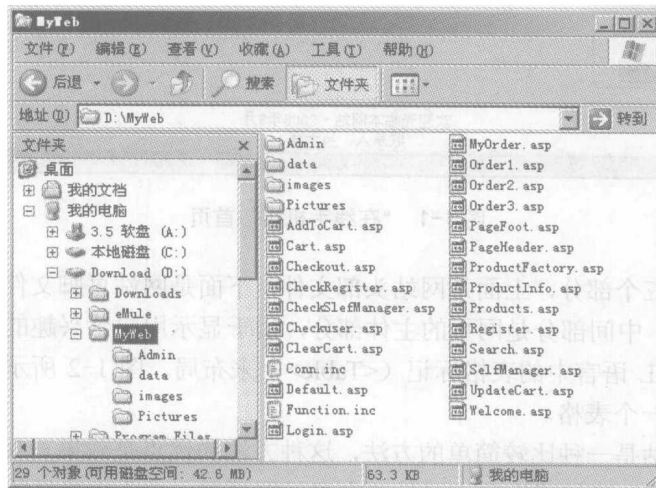 MyWeb
文件(F) 编辑(E) 查看(V) 收藏(A) 工具(T) 帮助(H)
后退 搜索 文件夹
地址(D) D:\MyWeb 转到
文件夹
桌面
我的文档
我的电脑
3.5 软盘 (A:)
本地磁盘 (C:)
Download (D:)
Downloads
eMule
MyWeb
Admin
data
images
Pictures
Program Files
Admin
data
images
Pictures
AddToCart.asp
Cart.asp
Checkout.asp
CheckRegister.asp
CheckSlefManager.asp
Checkuser.asp
ClearCart.asp
Conn.inc
Default.asp
Function.inc
Login.asp
MyOrder.asp
Order1.asp
Order2.asp
Order3.asp
PageFoot.asp
PageHeader.asp
ProductFactory.asp
ProductInfo.asp
Products.asp
Register.asp
Search.asp
SelfManager.asp
UpdateCart.asp
Welcome.asp
29 个对象(可用磁盘空间: 42.6 MB) 63.3 KB 我的电脑